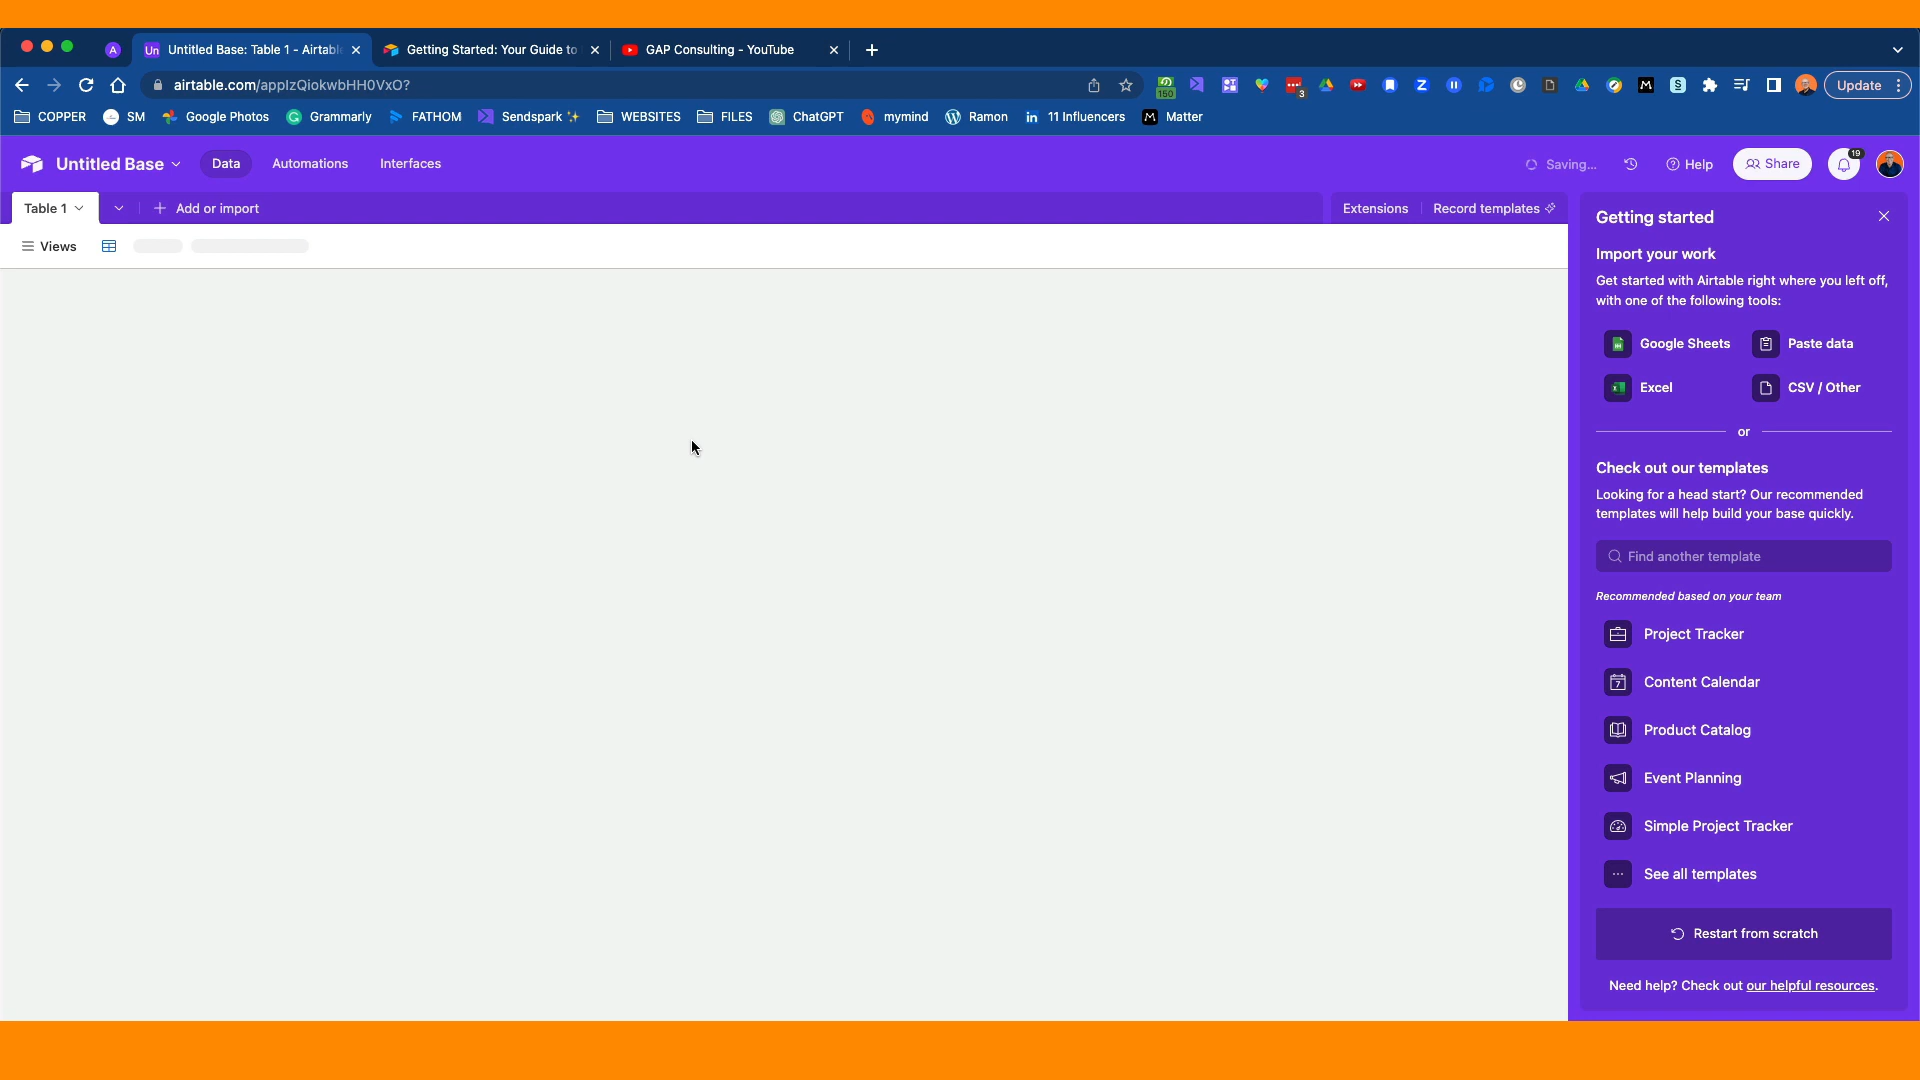 A
Un Untitled Base: Table 1 - Airtabl
Getting Started: Your Guide to
GAP Consulting - YouTube
airtable.com/appIzQiokwbHH0VxO?
150
3
Update
COPPER
SM
Google Photos
Grammarly
FATHOM
Sendspark
WEBSITES
FILES
ChatGPT
mymind
Ramon
11 Influencers
Matter
Untitled Base
Data
Automations
Interfaces
Saving...
Help
Share
19
Table 1
Add or import
Extensions
Record templates
Views
Getting started
Import your work
Get started with Airtable right where you left off,
with one of the following tools:
Google Sheets
Paste data
Excel
CSV / Other
or
Check out our templates
Looking for a head start? Our recommended
templates will help build your base quickly.
Find another template
Recommended based on your team
Project Tracker
Content Calendar
Product Catalog
Event Planning
Simple Project Tracker
See all templates
Restart from scratch
Need help? Check out our helpful resources.